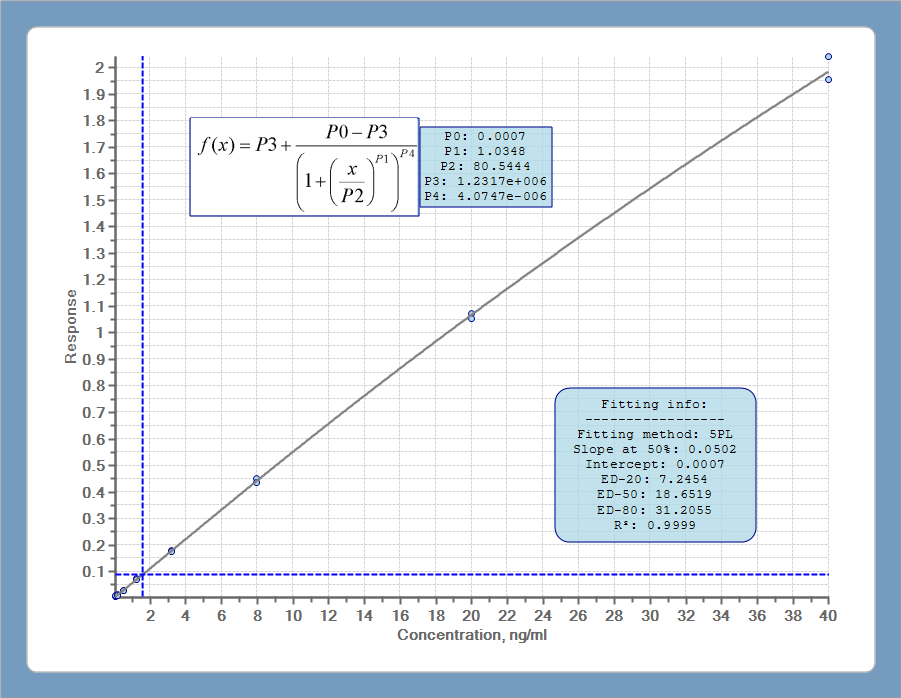 Response
2
1.9
1.8
1.7
1.6
1.5
1.4
1.3
1.2
1.1
1
0.9
0.8
0.7
0.6
0.5
0.4
0.3
0.2
0.1
f(x) = P3 + (P0 − P3) / (1 + (x/P2)^P1)^P4
P0: 0.0007
P1: 1.0348
P2: 80.5444
P3: 1.2317e+006
P4: 4.0747e-006
Fitting info:
-----------------
Fitting method: 5PL
Slope at 50%: 0.0502
Intercept: 0.0007
ED-20: 7.2454
ED-50: 18.6519
ED-80: 31.2055
R²: 0.9999
2 4 6 8 10 12 14 16 18 20 22 24 26 28 30 32 34 36 38 40
Concentration, ng/ml